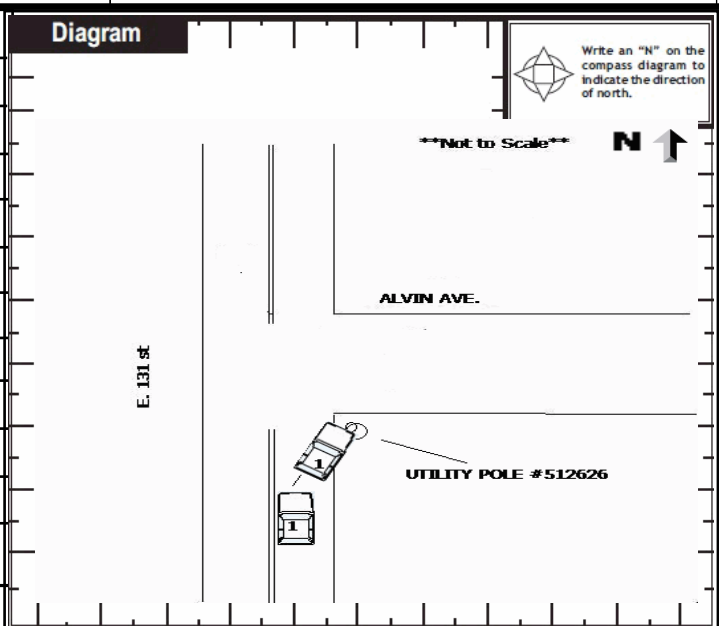 Diagram
Write an “N” on the
compass diagram to
indicate the direction
of north.
**Not to Scale**
N
ALVIN AVE.
E. 131 st
1
UTILITY POLE #512626
1